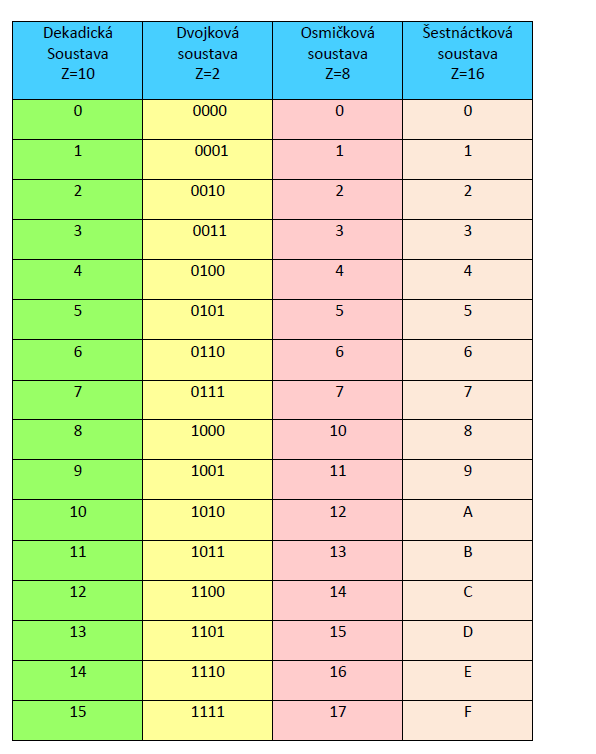 Dekadická Dvojková Osmičková Šestnáctková
Soustava soustava soustava soustava
Z=10 Z=2 Z=8 Z=16
0 0000 0 0
1 0001 1 1
2 0010 2 2
3 0011 3 3
4 0100 4 4
5 0101 5 5
6 0110 6 6
7 0111 7 7
8 1000 10 8
9 1001 11 9
10 1010 12 A
11 1011 13 B
12 1100 14 C
13 1101 15 D
14 1110 16 E
15 1111 17 F